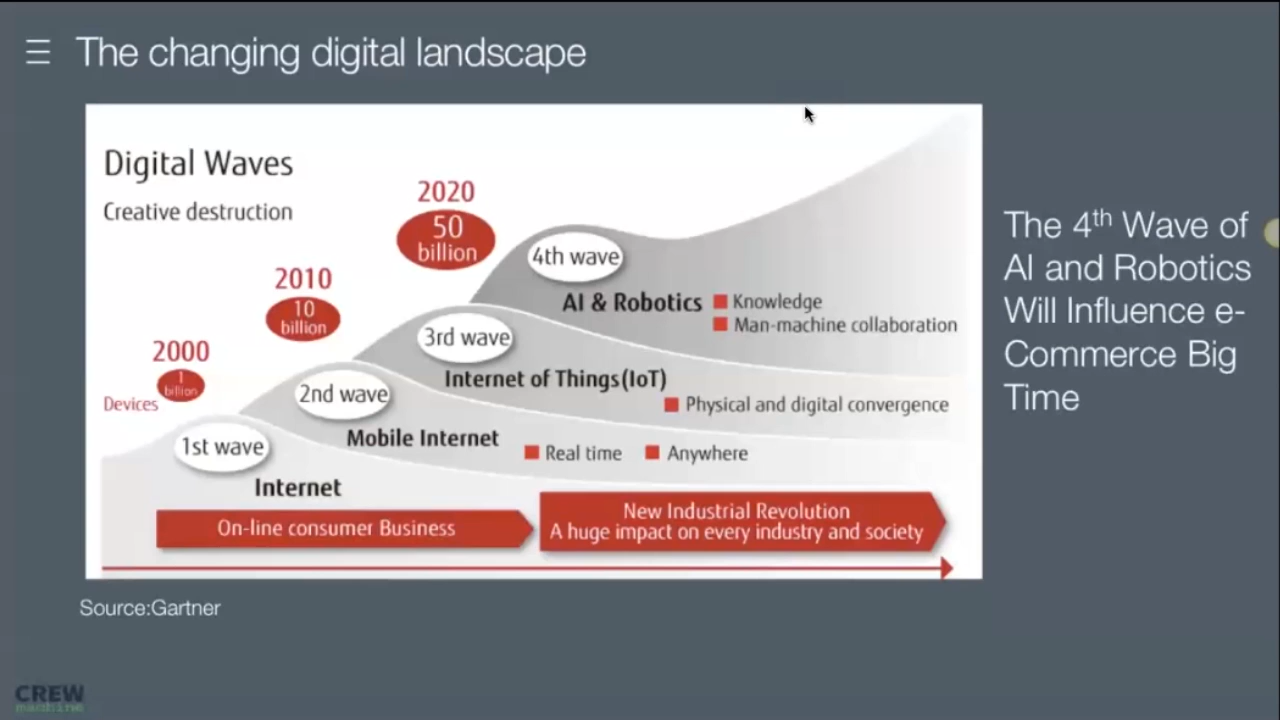 The changing digital landscape
Digital Waves
Creative destruction
2020
50
billion
4th wave
2010
10
billion
AI & Robotics
Knowledge
Man-machine collaboration
3rd wave
2000
1
billion
Devices
Internet of Things(IoT)
Physical and digital convergence
2nd wave
Mobile Internet
Real time
Anywhere
1st wave
Internet
On-line consumer Business
New Industrial Revolution
A huge impact on every industry and society
The 4th Wave of
AI and Robotics
Will Influence e-
Commerce Big
Time
Source:Gartner
CREW